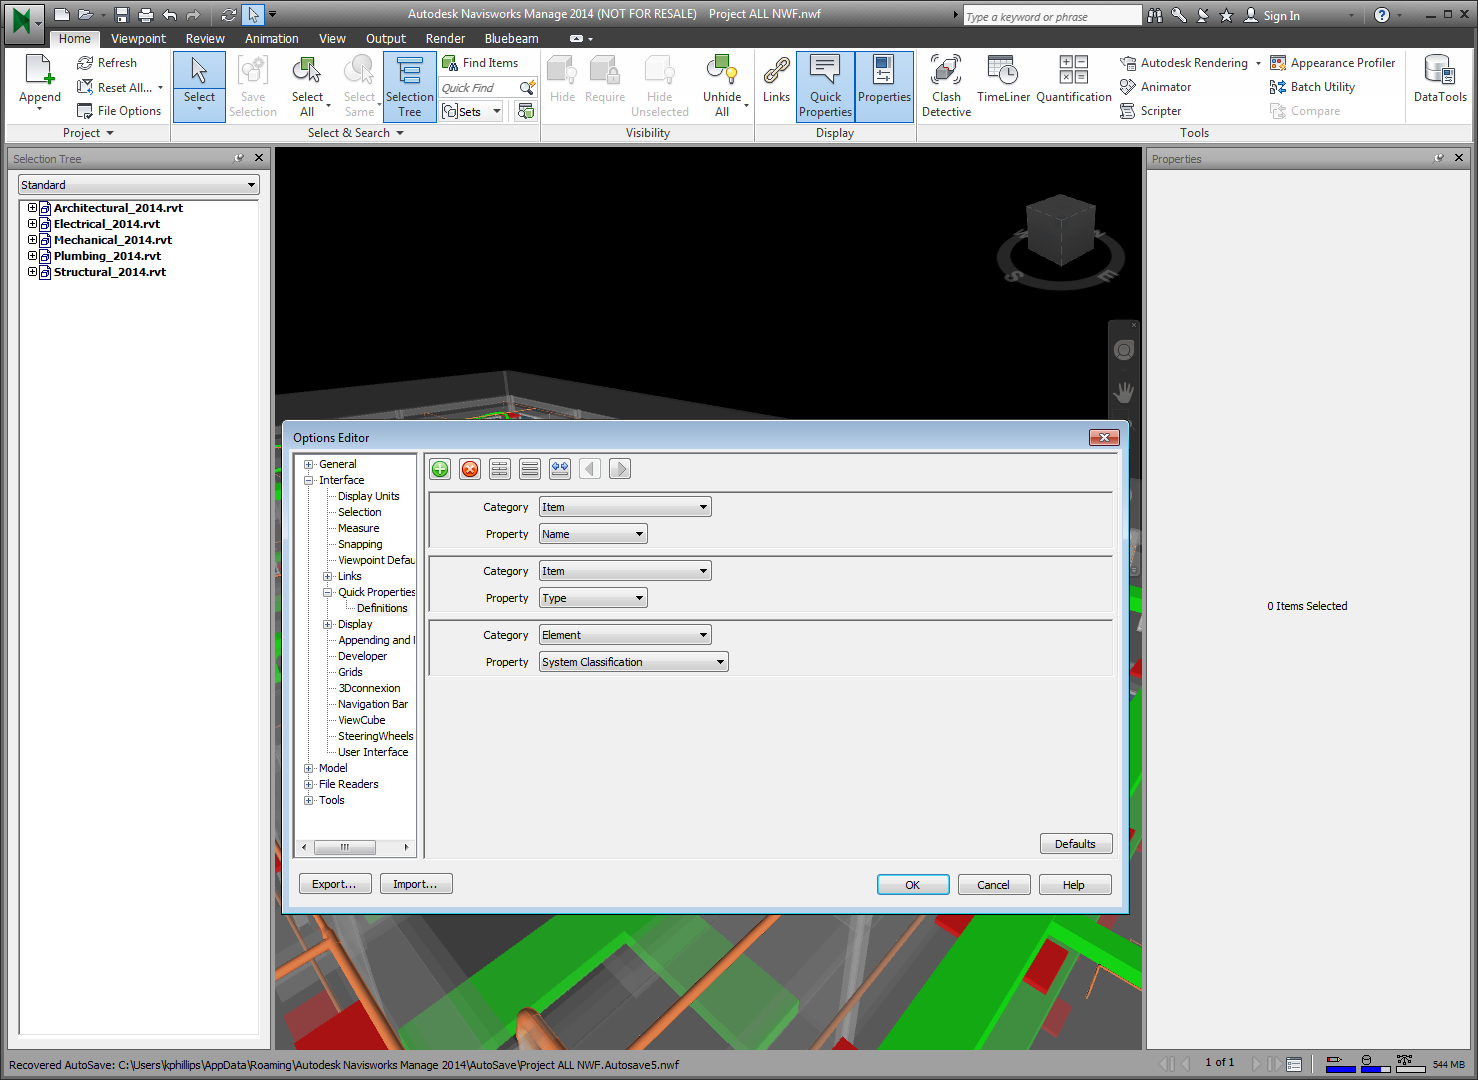 Autodesk Navisworks Manage 2014 (NOT FOR RESALE) Project ALL NWF.nwf
Type a keyword or phrase
Sign In
Home Viewpoint Review Animation View Output Render Bluebeam
Append
Refresh
Reset All...
File Options
Project
Select
Save Selection
Select All
Select Same
Selection Tree
Find Items
Quick Find
Sets
Select & Search
Hide
Require
Hide Unselected
Unhide All
Visibility
Links
Quick Properties
Properties
Display
Clash Detective
TimeLiner
Quantification
Autodesk Rendering
Animator
Scripter
Appearance Profiler
Batch Utility
Compare
Tools
DataTools
Selection Tree
Standard
Architectural_2014.rvt
Electrical_2014.rvt
Mechanical_2014.rvt
Plumbing_2014.rvt
Structural_2014.rvt
S
E
Properties
0 Items Selected
Options Editor
General
Interface
Display Units
Selection
Measure
Snapping
Viewpoint Defau
Links
Quick Properties
Definitions
Display
Appending and
Developer
Grids
3Dconnexion
Navigation Bar
ViewCube
SteeringWheels
User Interface
Model
File Readers
Tools
Category Item
Property Name
Category Item
Property Type
Category Element
Property System Classification
Defaults
Export...
Import...
OK
Cancel
Help
Recovered AutoSave: C:\Users\kphillips\AppData\Roaming\Autodesk Navisworks Manage 2014\AutoSave\Project ALL NWF.Autosave5.nwf
1 of 1
544 MB